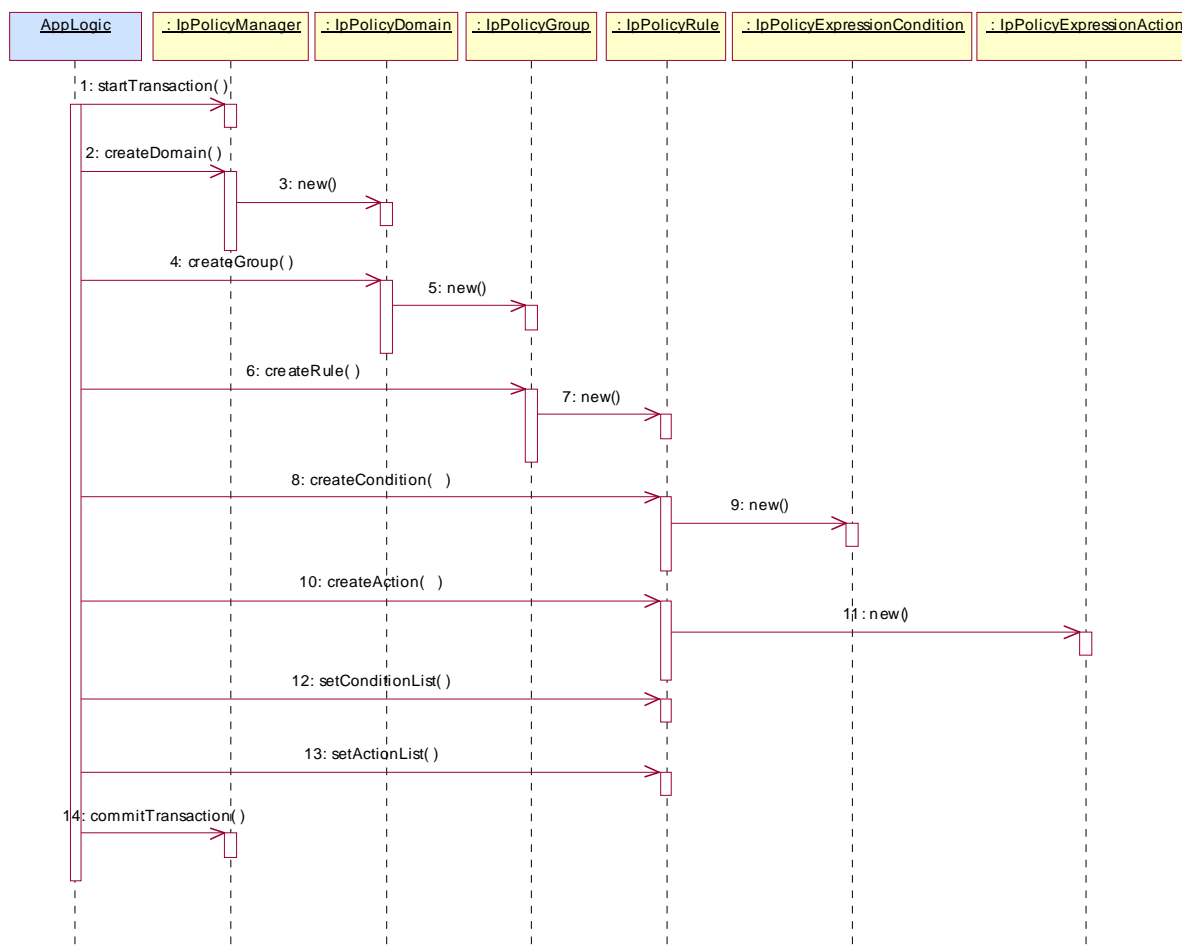 AppLogic
: IpPolicyManager
: IpPolicyDomain
: IpPolicyGroup
: IpPolicyRule
: IpPolicyExpressionCondition
: IpPolicyExpressionAction
1: startTransaction( )
2: createDomain( )
3: new()
4: createGroup( )
5: new()
6: createRule( )
7: new()
8: createCondition( )
9: new()
10: createAction( )
11: new()
12: setConditionList( )
13: setActionList( )
14: commitTransaction( )